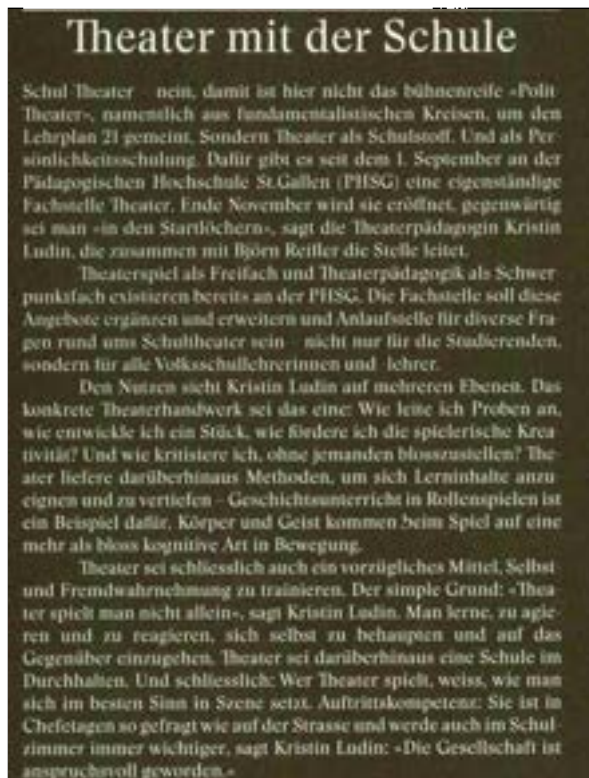 Theater mit der Schule
Schul Theater – nein, damit ist hier nicht das bühnenreife «Polit
Theater», namentlich aus fundamentalistischen Kreisen, um den
Lehrplan 21 gemeint. Sondern Theater als Schulstoff. Und als Per-
sönlichkeitsschulung. Dafür gibt es seit dem 1. September an der
Pädagogischen Hochschule St.Gallen (PHSG) eine eigenständige
Fachstelle Theater. Ende November wird sie eröffnet, gegenwärtig
sei man «in den Startlöchern», sagt die Theaterpädagogin Kristin
Ludin, die zusammen mit Björn Reifler die Stelle leitet.
Theaterspiel als Freifach und Theaterpädagogik als Schwer-
punktfach existieren bereits an der PHSG. Die Fachstelle soll diese
Angebote ergänzen und erweitern und Anlaufstelle für diverse Fra-
gen rund ums Schultheater sein – nicht nur für die Studierenden,
sondern für alle Volksschullehrerinnen und -lehrer.
Den Nutzen sieht Kristin Ludin auf mehreren Ebenen. Das
konkrete Theaterhandwerk sei das eine: Wie leite ich Proben an,
wie entwickle ich ein Stück, wie fördere ich die spielerische Krea-
tivität? Und wie kritisiere ich, ohne jemanden blosszustellen? The-
ater liefere darüberhinaus Methoden, um sich Lerninhalte anzu-
eignen und zu vertiefen – Geschichtsunterricht in Rollenspielen ist
ein Beispiel dafür. Körper und Geist kommen beim Spiel auf eine
mehr als bloss kognitive Art in Bewegung.
Theater sei schliesslich auch ein vorzügliches Mittel, Selbst-
und Fremdwahrnehmung zu trainieren. Der simple Grund: «Thea-
ter spielt man nicht allein», sagt Kristin Ludin. Man lerne, zu agie-
ren und zu reagieren, sich selbst zu behaupten und auf das
Gegenüber einzugehen. Theater sei darüberhinaus eine Schule im
Durchhalten. Und schliesslich: Wer Theater spielt, weiss, wie man
sich im besten Sinn in Szene setzt. Auftrittskompetenz: Sie ist in
Chefetagen so gefragt wie auf der Strasse und werde auch im Schul-
zimmer immer wichtiger, sagt Kristin Ludin: «Die Gesellschaft ist
anspruchsvoll geworden.»